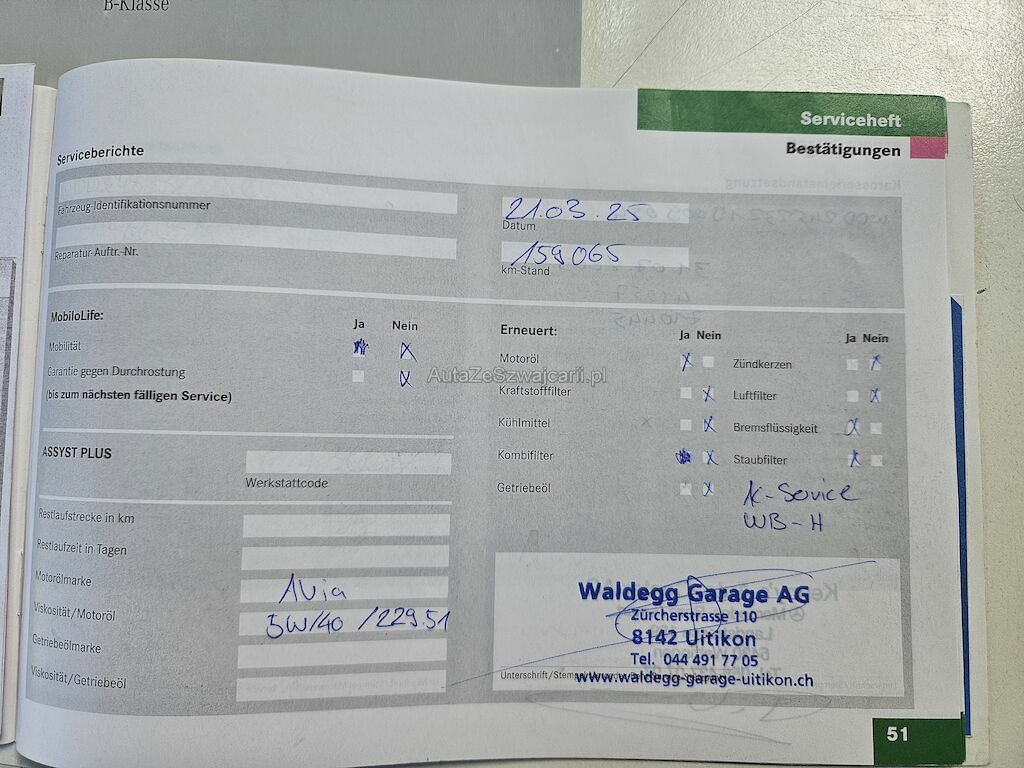 B-Klasse
Serviceheft
Bestätigungen
Serviceberichte
Fahrzeug-Identifikationsnummer
21.03.25
Datum
Reparatur-Auftr.-Nr.
159065
km-Stand
MobiloLife:
Ja Nein
Mobilität
Garantie gegen Durchrostung
(bis zum nächsten fälligen Service)
Erneuert:
Ja Nein
Ja Nein
Motoröl
Zündkerzen
Kraftstofffilter
Luftfilter
Kühlmittel
Bremsflüssigkeit
Kombifilter
Staubfilter
Getriebeöl
K-Service
WB-H
AutaZeSzwajcarii.pl
ASSYST PLUS
Werkstattcode
Restlaufstrecke in km
Restlaufzeit in Tagen
Motorölmarke
Avia
Viskosität/Motoröl
5W/40 /229.51
Getriebeölmarke
Viskosität/Getriebeöl
Waldegg Garage AG
Zürcherstrasse 110
8142 Uitikon
Tel. 044 491 77 05
www.waldegg-garage-uitikon.ch
51